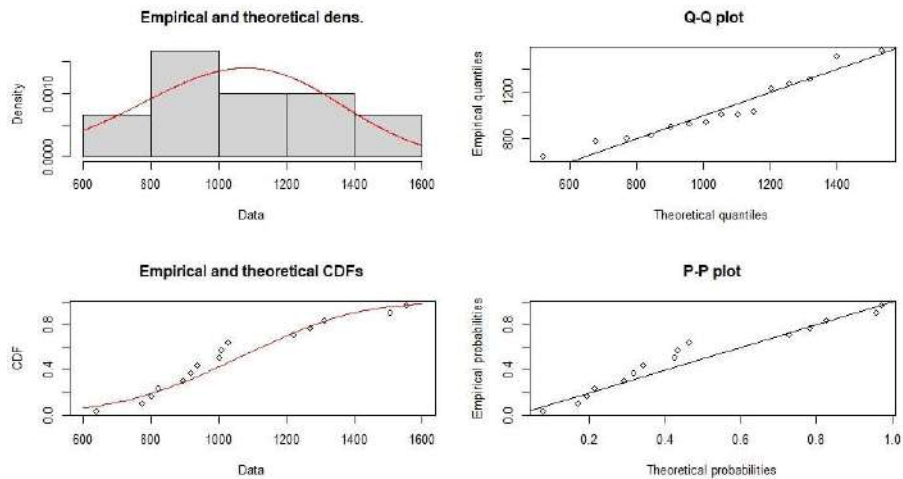 Empirical and theoretical dens.
Density
0.0000
0.0010
600 800 1000 1200 1400 1600
Data
Q-Q plot
Empirical quantiles
800
1200
600 800 1000 1200 1400
Theoretical quantiles
Empirical and theoretical CDFs
CDF
0.0
0.4
0.8
600 800 1000 1200 1400 1600
Data
P-P plot
Empirical probabilities
0.0
0.4
0.8
0.2 0.4 0.6 0.8 1.0
Theoretical probabilities